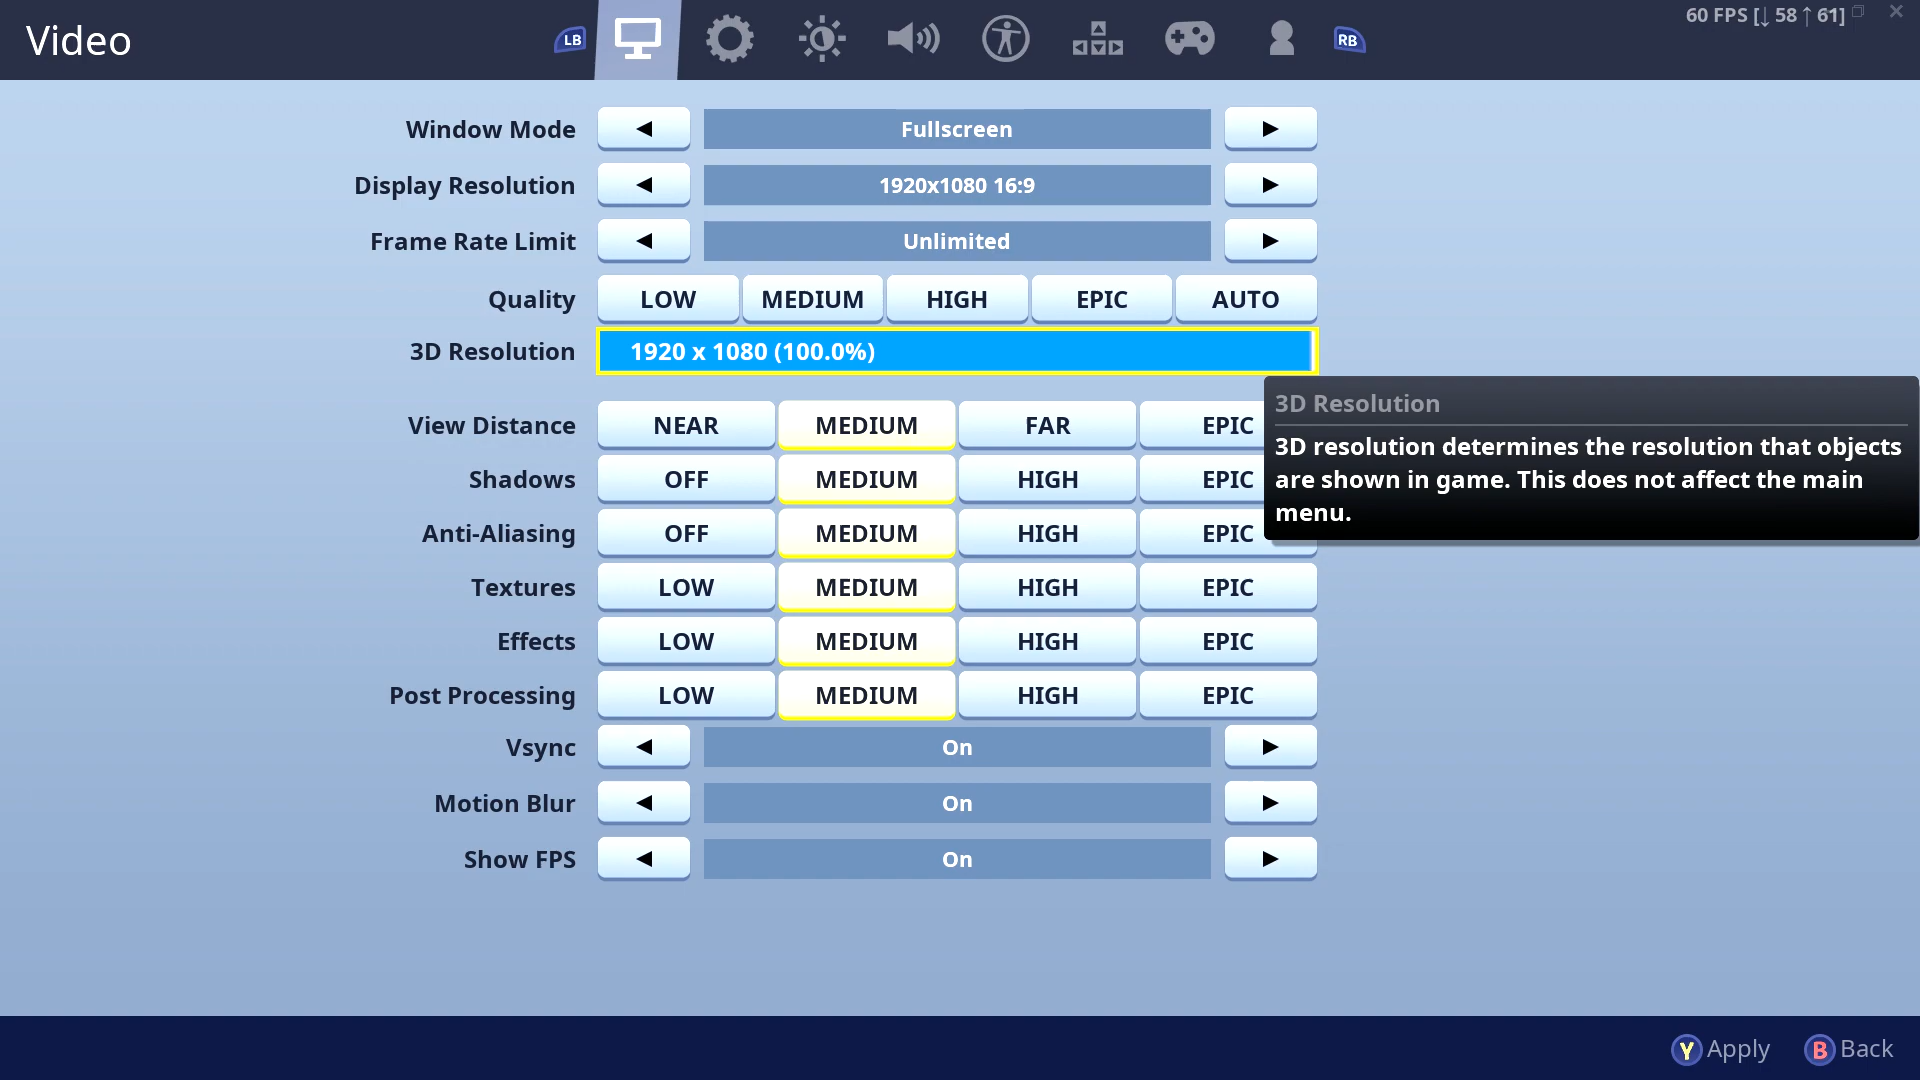 Video
LB
RB
60 FPS [↓ 58 ↑ 61]
Window Mode
Fullscreen
Display Resolution
1920x1080 16:9
Frame Rate Limit
Unlimited
Quality
LOW MEDIUM HIGH EPIC AUTO
3D Resolution
1920 x 1080 (100.0%)
3D Resolution
3D resolution determines the resolution that objects
are shown in game. This does not affect the main
menu.
View Distance
NEAR MEDIUM FAR EPIC
Shadows
OFF MEDIUM HIGH EPIC
Anti-Aliasing
OFF MEDIUM HIGH EPIC
Textures
LOW MEDIUM HIGH EPIC
Effects
LOW MEDIUM HIGH EPIC
Post Processing
LOW MEDIUM HIGH EPIC
Vsync
On
Motion Blur
On
Show FPS
On
Y Apply
B Back